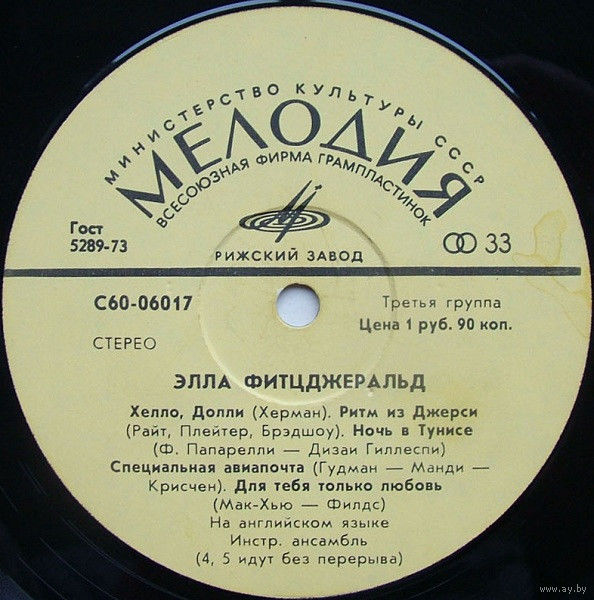 МИНИСТЕРСТВО КУЛЬТУРЫ СССР
МЕЛОДИЯ
ВСЕСОЮЗНАЯ ФИРМА ГРАМПЛАСТИНОК
Гост
5289-73
33
РИЖСКИЙ ЗАВОД
С60-06017
Третья группа
Цена 1 руб. 90 коп.
СТЕРЕО
ЭЛЛА ФИТЦДЖЕРАЛЬД
Хелло, Долли (Херман). Ритм из Джерси
(Райт, Плейтер, Брэдшоу). Ночь в Тунисе
(Ф. Папарелли — Дизаи Гиллеспи)
Специальная авиапочта (Гудман — Манди —
Крисчен). Для тебя только любовь
(Мак-Хью — Филдс)
На английском языке
Инстр. ансамбль
(4, 5 идут без перерыва)
www.ay.by